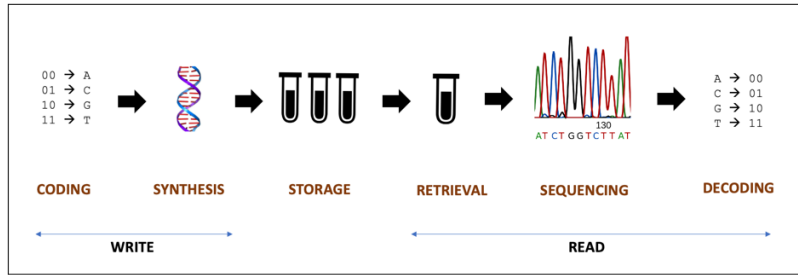 00 → A
01 → C
10 → G
11 → T
130
ATCTGGTCTTAT
A → 00
C → 01
G → 10
T → 11
CODING
SYNTHESIS
STORAGE
RETRIEVAL
SEQUENCING
DECODING
WRITE
READ